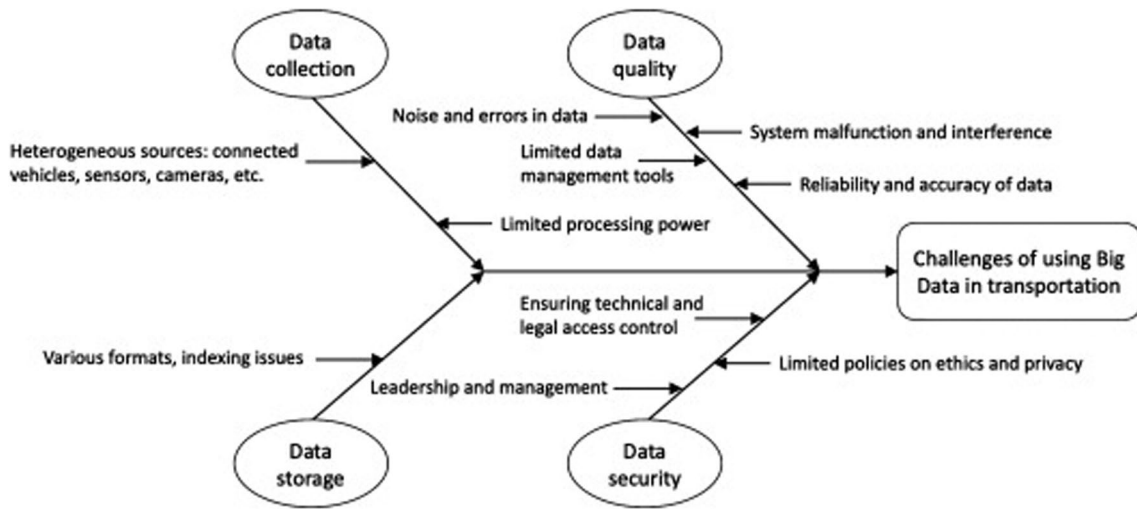 Data
collection
Data
quality
Noise and errors in data
System malfunction and interference
Heterogeneous sources: connected
vehicles, sensors, cameras, etc.
Limited data
management tools
Reliability and accuracy of data
Limited processing power
Challenges of using Big
Data in transportation
Ensuring technical and
legal access control
Various formats, indexing issues
Limited policies on ethics and privacy
Leadership and management
Data
storage
Data
security